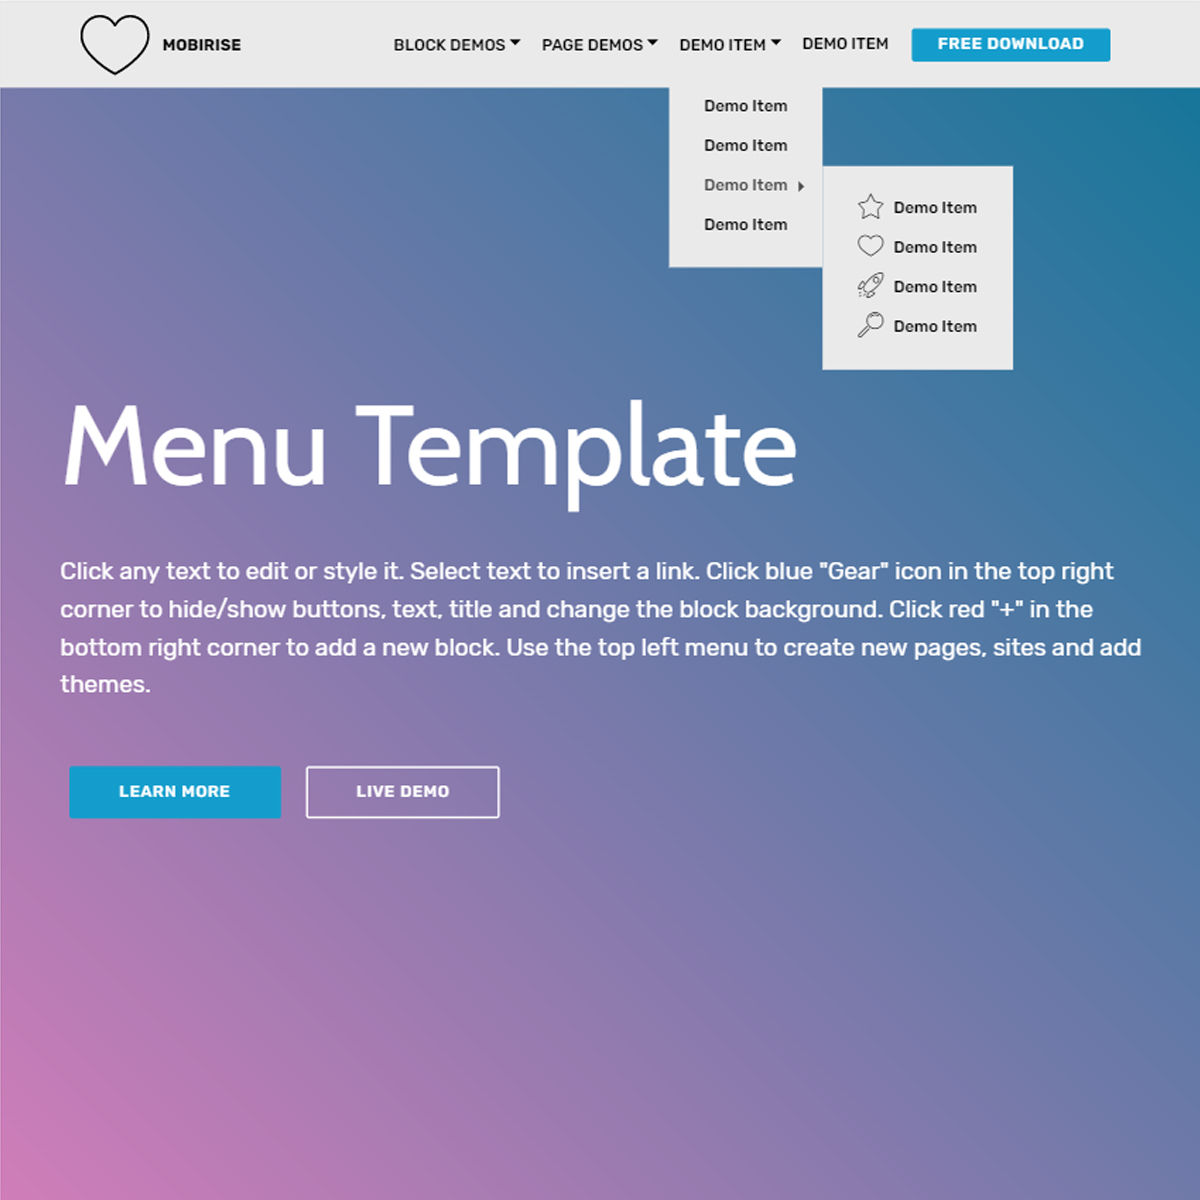 MOBIRISE
BLOCK DEMOS
PAGE DEMOS
DEMO ITEM
DEMO ITEM
FREE DOWNLOAD
Demo Item
Demo Item
Demo Item
Demo Item
Demo Item
Demo Item
Demo Item
Demo Item
Menu Template
Click any text to edit or style it. Select text to insert a link. Click blue "Gear" icon in the top right
corner to hide/show buttons, text, title and change the block background. Click red "+" in the
bottom right corner to add a new block. Use the top left menu to create new pages, sites and add
themes.
LEARN MORE
LIVE DEMO